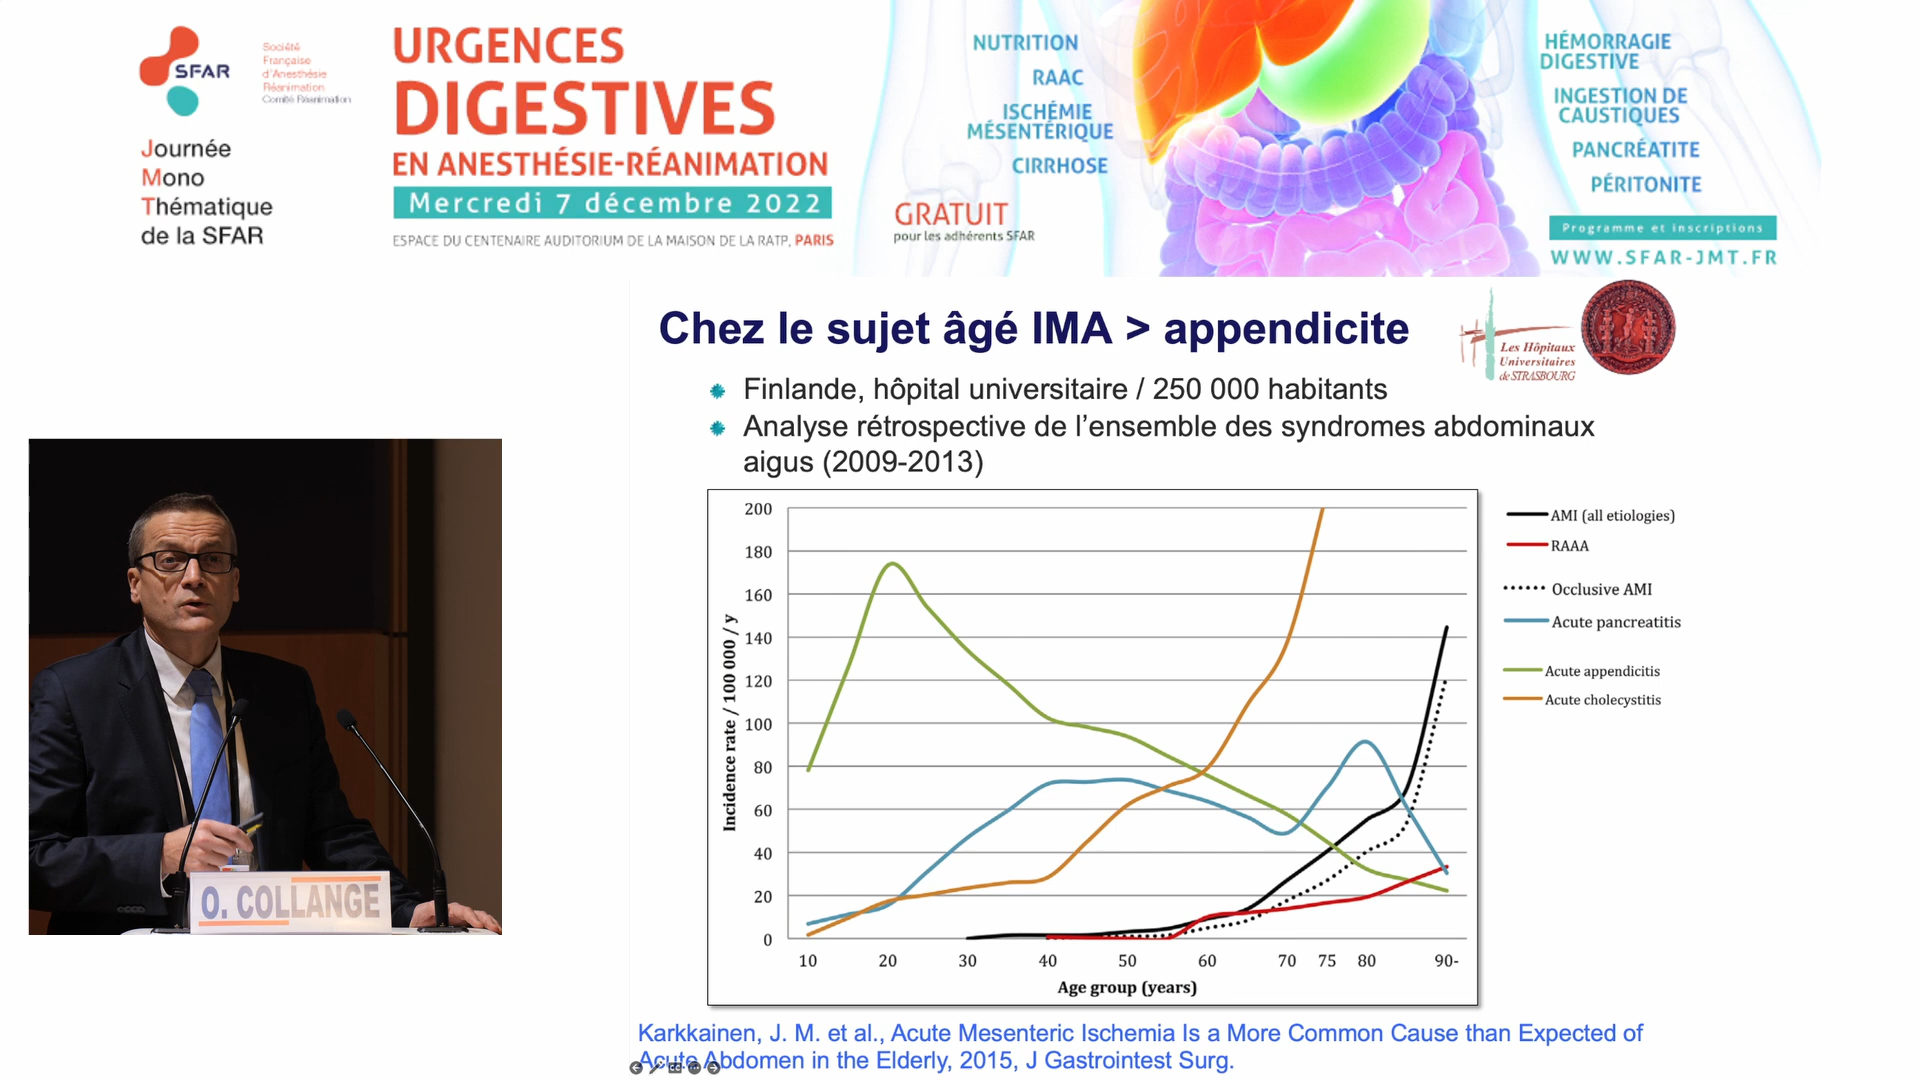 SFAR
Société
Française
d'Anesthésie
Réanimation
Comité Réanimation
Journée
Mono
Thématique
de la SFAR
URGENCES
DIGESTIVES
EN ANESTHÉSIE-RÉANIMATION
Mercredi 7 décembre 2022
ESPACE DU CENTENAIRE AUDITORIUM DE LA MAISON DE LA RATP, PARIS
NUTRITION
RAAC
ISCHÉMIE
MÉSENTÉRIQUE
CIRRHOSE
GRATUIT
pour les adhérents SFAR
HÉMORRAGIE
DIGESTIVE
INGESTION DE
CAUSTIQUES
PANCRÉATITE
PÉRITONITE
Programme et inscriptions
WWW.SFAR-JMT.FR
Chez le sujet âgé IMA > appendicite
Les Hôpitaux
Universitaires
de STRASBOURG
Finlande, hôpital universitaire / 250 000 habitants
Analyse rétrospective de l’ensemble des syndromes abdominaux
aigus (2009-2013)
Incidence rate / 100 000 / y
200
180
160
140
120
100
80
60
40
20
0
10 20 30 40 50 60 70 75 80 90-
Age group (years)
AMI (all etiologies)
RAAA
Occlusive AMI
Acute pancreatitis
Acute appendicitis
Acute cholecystitis
O. COLLANGE
Karkkainen, J. M. et al., Acute Mesenteric Ischemia Is a More Common Cause than Expected of
Acute Abdomen in the Elderly, 2015, J Gastrointest Surg.